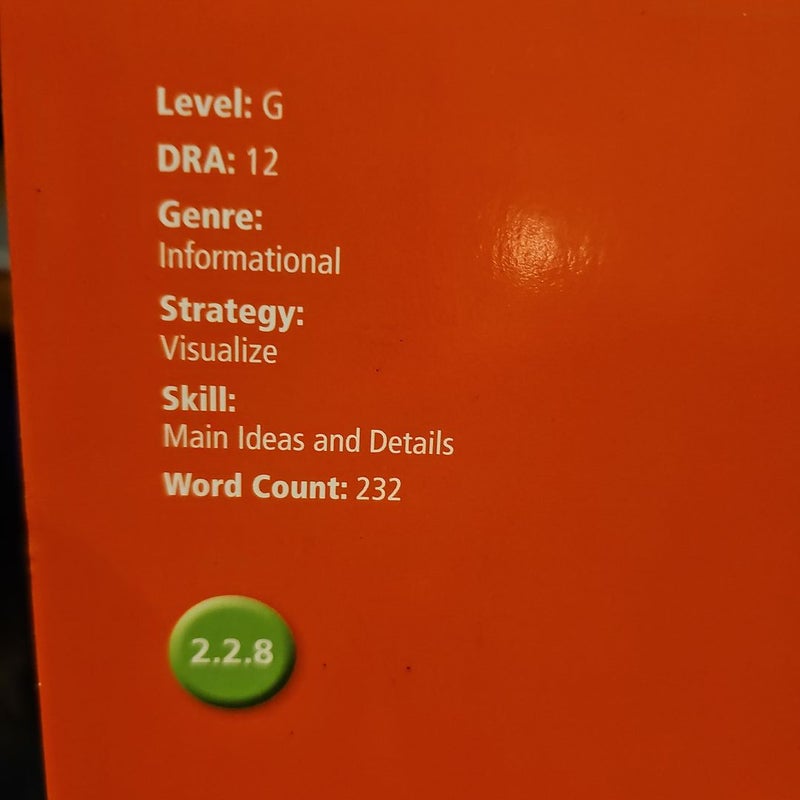 Level: G
DRA: 12
Genre:
Informational
Strategy:
Visualize
Skill:
Main Ideas and Details
Word Count: 232
2.2.8